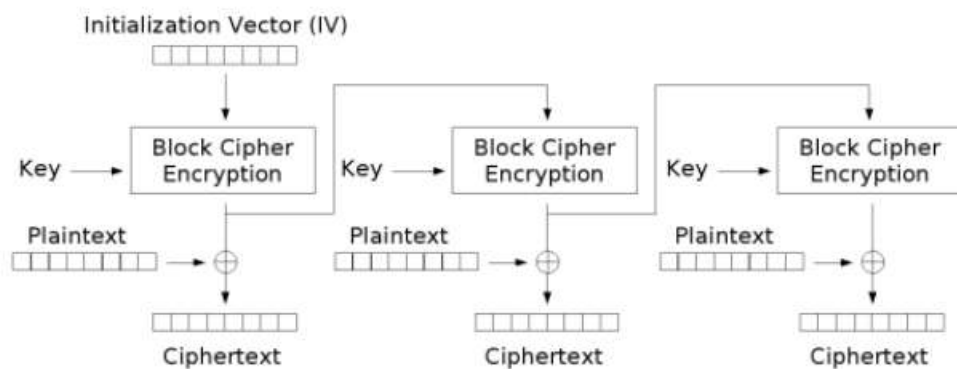 Initialization Vector (IV)
Key
Block Cipher
Encryption
Key
Block Cipher
Encryption
Key
Block Cipher
Encryption
Plaintext
Plaintext
Plaintext
Ciphertext
Ciphertext
Ciphertext